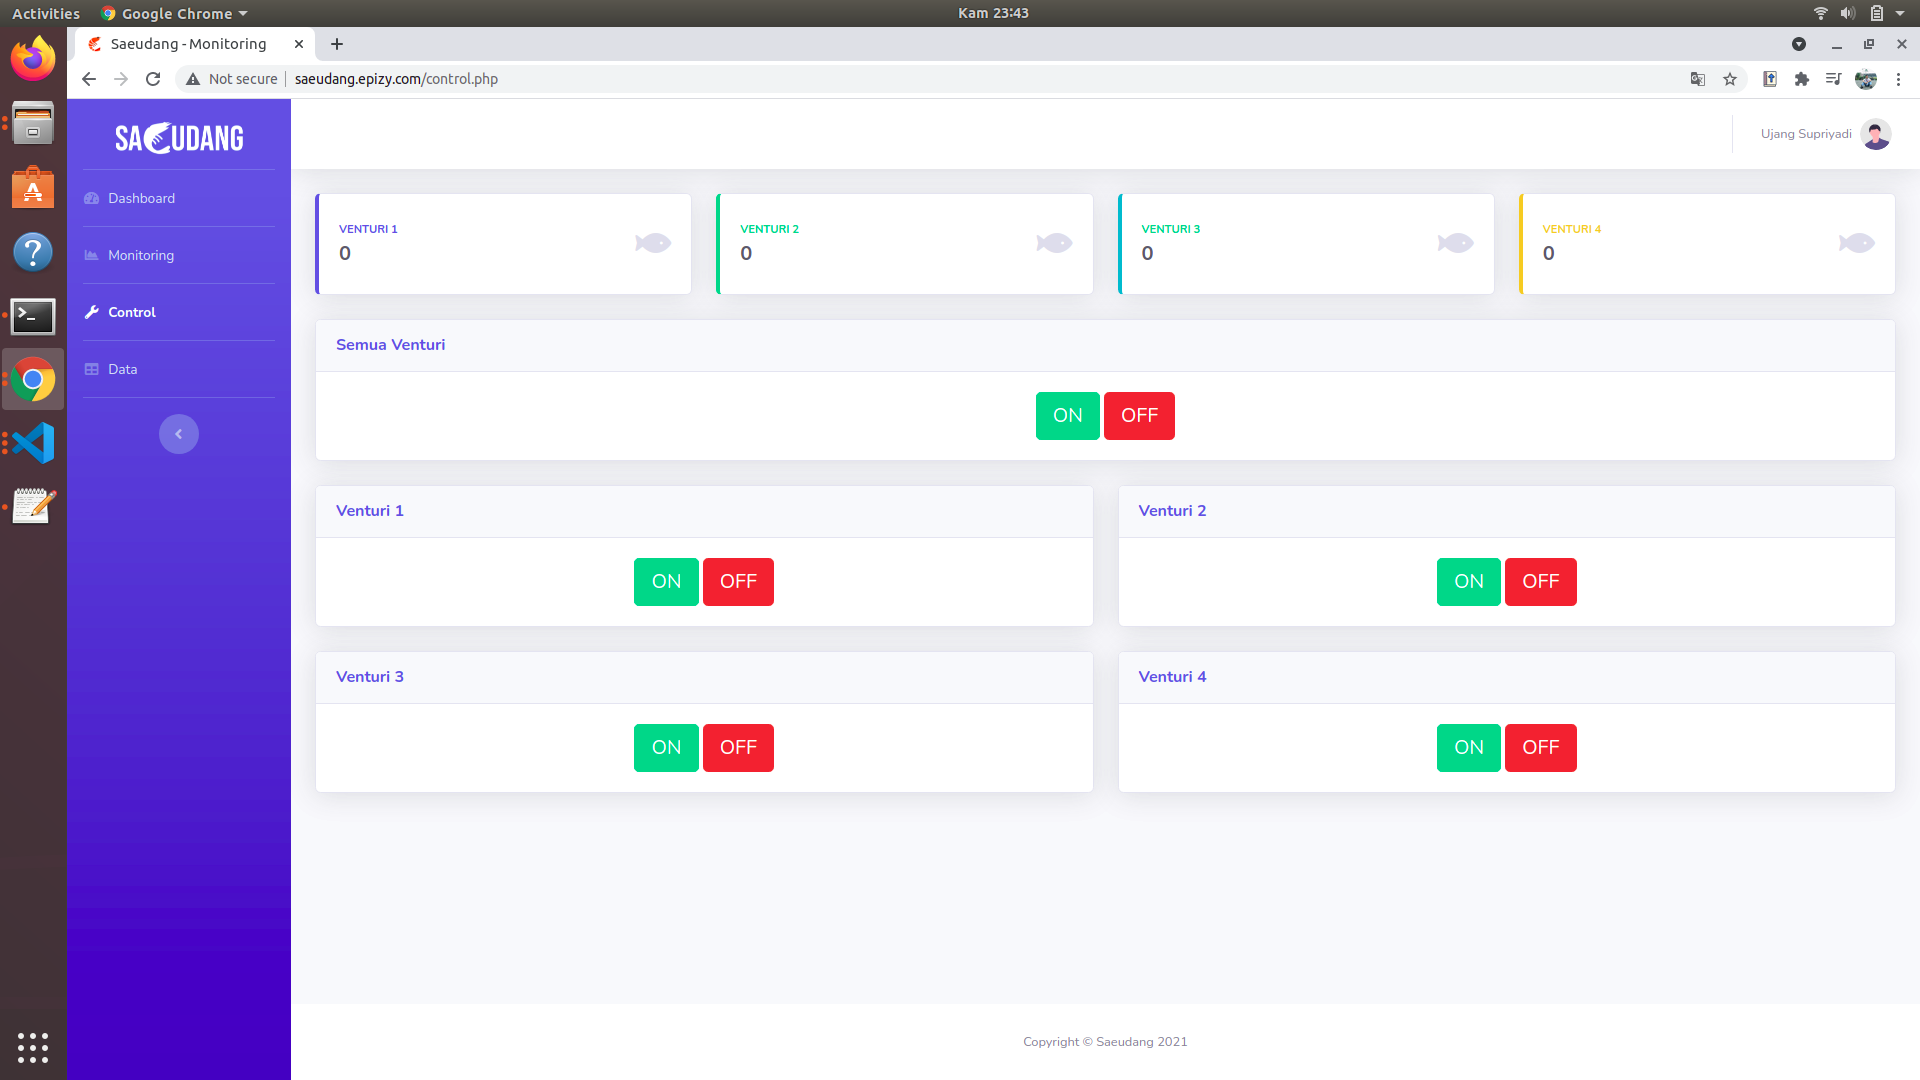 Activities Google Chrome Kam 23:43
Saeudang - Monitoring
Not secure saeudang.epizy.com/control.php
SAEUDANG
Ujang Supriyadi
Dashboard
Monitoring
Control
Data
VENTURI 1
0
VENTURI 2
0
VENTURI 3
0
VENTURI 4
0
Semua Venturi
ON OFF
Venturi 1
ON OFF
Venturi 2
ON OFF
Venturi 3
ON OFF
Venturi 4
ON OFF
Copyright © Saeudang 2021